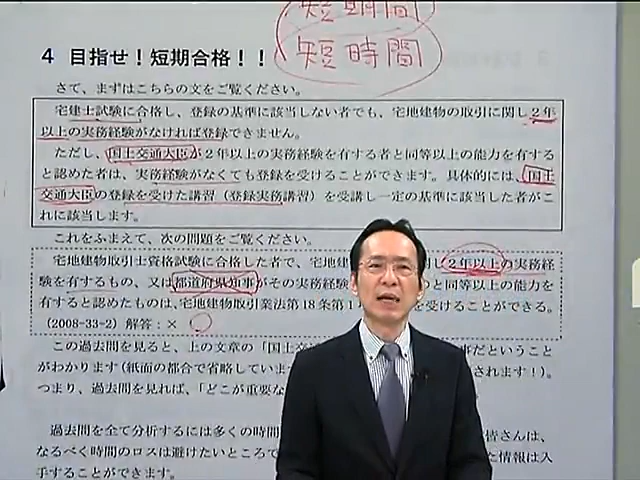 短期間
短時間
4 目指せ！短期合格！！
さて、まずはこちらの文をご覧ください。
宅建士試験に合格し、登録の基準に該当しない者でも、宅地建物の取引に関し２年
以上の実務経験がなければ登録できません。
ただし、国土交通大臣が２年以上の実務経験を有する者と同等以上の能力を有する
と認めた者は、実務経験がなくても登録を受けることができます。具体的には、国土
交通大臣の登録を受けた講習（登録実務講習）を受講し一定の基準に該当した者がこ
れに該当します。
これをふまえて、次の問題をご覧ください。
宅地建物取引士資格試験に合格した者で、宅地建 ２年以上の実務経
験を有するもの、又は都道府県知事がその実務経 と同等以上の能力を
有すると認めたものは、宅地建物取引業法第18条第1 を受けることができる。
（2008-33-2）解答：×
この過去問を見ると、上の文章の「国土交 事だということ
がわかります（紙面の都合で省略していま されます！）。
つまり、過去問を見れば、「どこが重要な
過去問を全て分析するには多くの時間 皆さんは、
なるべく時間のロスは避けたいところで た情報は入
手することができます。